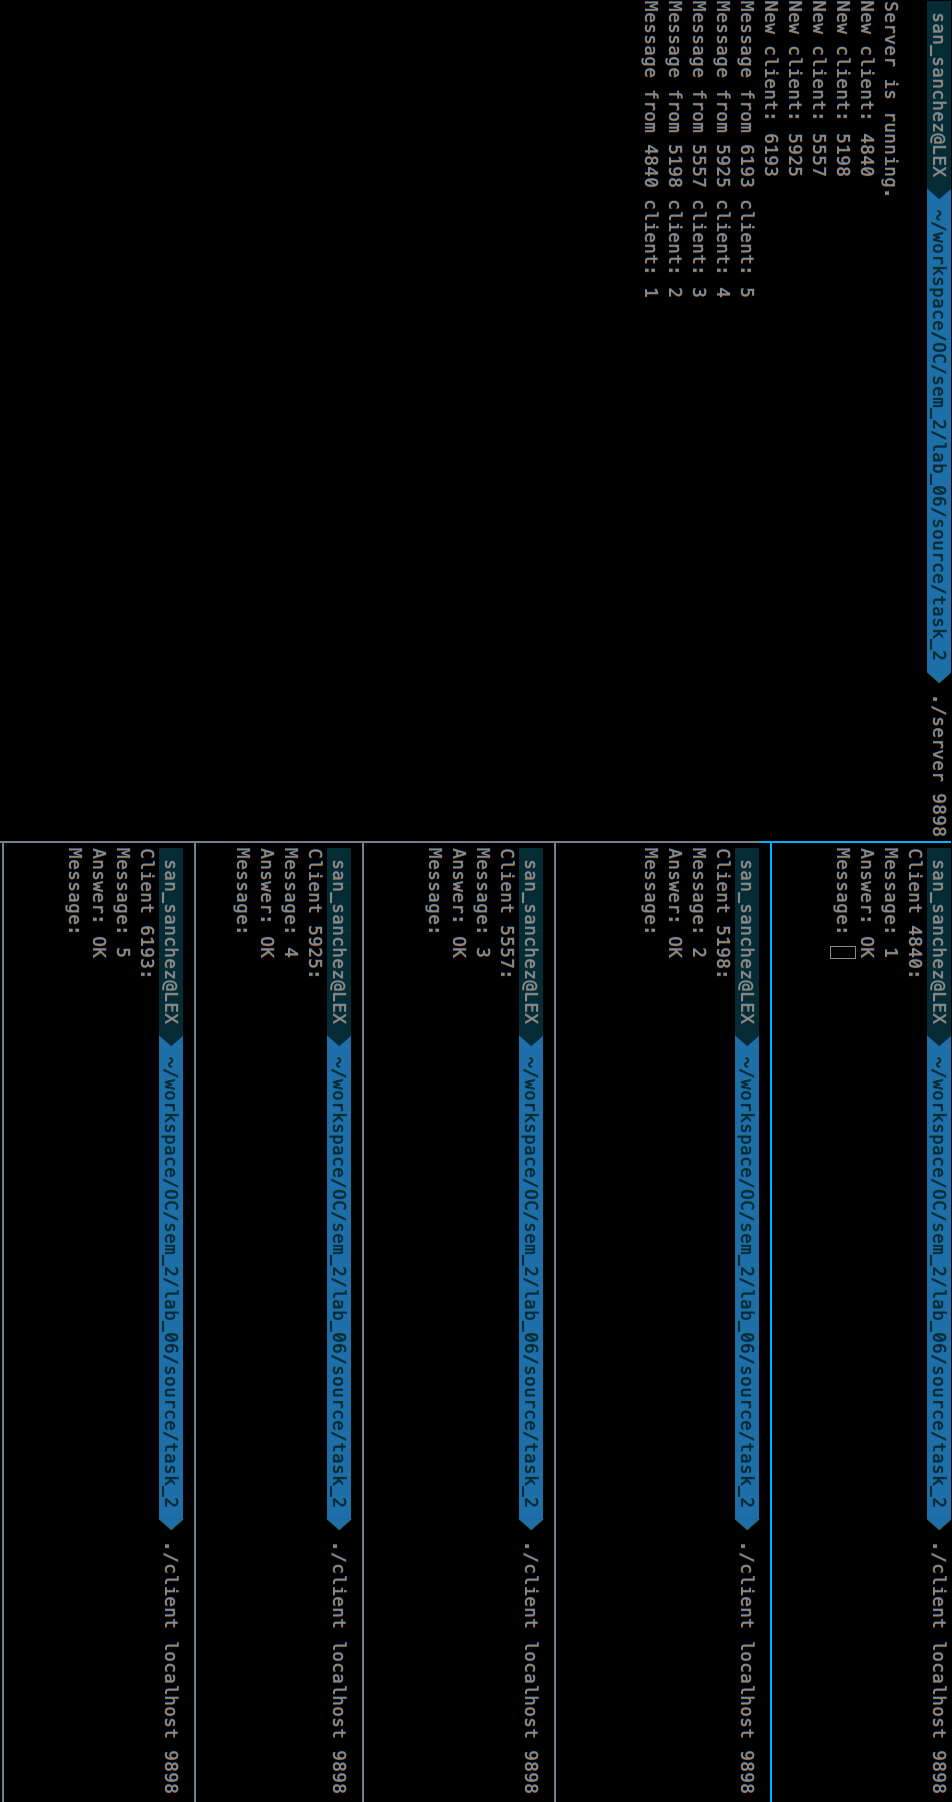 san_sanchez@LEX ~/workspace/OC/sem_2/lab_06/source/task_2 ./server 9898
Server is running.
New client: 4840
New client: 5198
New client: 5557
New client: 5925
New client: 6193
Message from 6193 client: 5
Message from 5925 client: 4
Message from 5557 client: 3
Message from 5198 client: 2
Message from 4840 client: 1
san_sanchez@LEX ~/workspace/OC/sem_2/lab_06/source/task_2 ./client localhost 9898
Client 4840:
Message: 1
Answer: OK
Message:
san_sanchez@LEX ~/workspace/OC/sem_2/lab_06/source/task_2 ./client localhost 9898
Client 5198:
Message: 2
Answer: OK
Message:
san_sanchez@LEX ~/workspace/OC/sem_2/lab_06/source/task_2 ./client localhost 9898
Client 5557:
Message: 3
Answer: OK
Message:
san_sanchez@LEX ~/workspace/OC/sem_2/lab_06/source/task_2 ./client localhost 9898
Client 5925:
Message: 4
Answer: OK
Message:
san_sanchez@LEX ~/workspace/OC/sem_2/lab_06/source/task_2 ./client localhost 9898
Client 6193:
Message: 5
Answer: OK
Message: